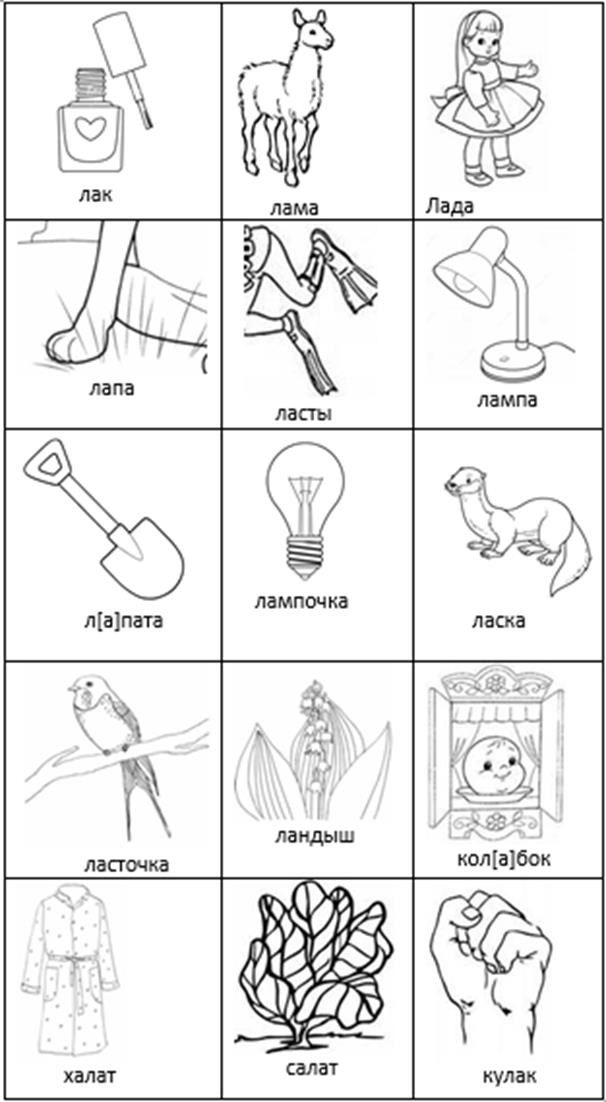 лак
лама
Лада
лапа
ласты
лампа
л[а]пата
лампочка
ласка
ласточка
ландыш
кол[а]бок
халат
салат
кулак